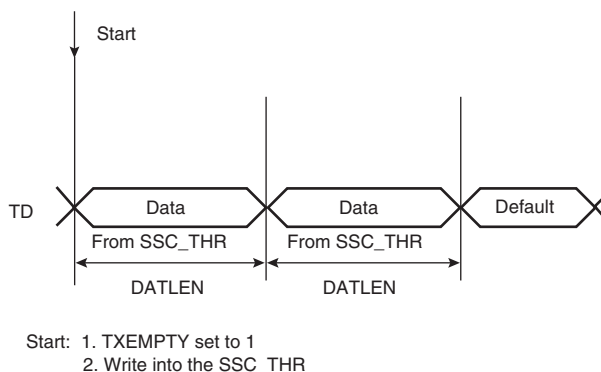 Start
TD
Data
Data
Default
From SSC_THR
From SSC_THR
DATLEN
DATLEN
Start: 1. TXEMPTY set to 1
2. Write into the SSC_THR